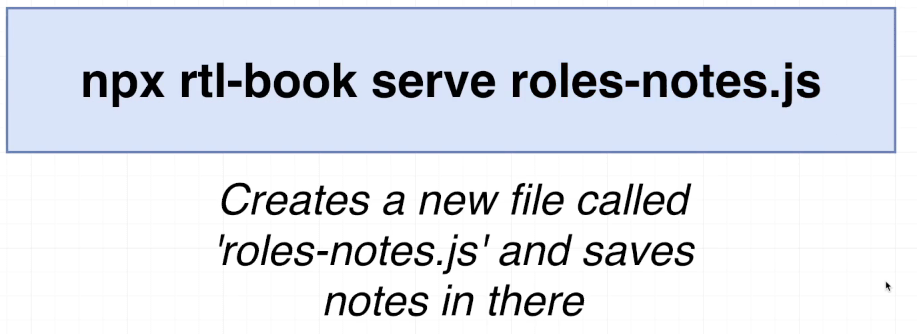 npx rtl-book serve roles-notes.js
Creates a new file called
'roles-notes.js' and saves
notes in there